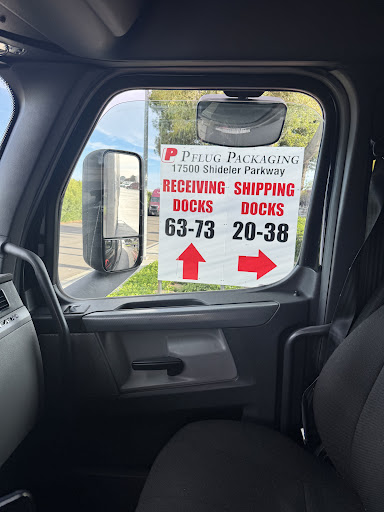 P PFLUG PACKAGING
17500 Shideler Parkway
RECEIVING SHIPPING
DOCKS DOCKS
63-73 20-38